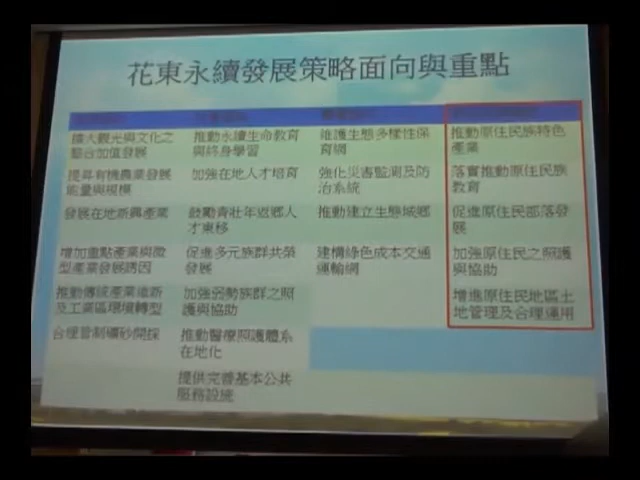 花東永續發展策略面向與重點
擴大觀光與文化之
整合加值發展
提昇有機農業發展
能量與規模
發展在地新興產業
增加重點產業與微
型產業發展誘因
推動傳統產業進新
及工業區環境轉型
合理管制礦砂開採
推動永續生命教育
與終身學習
加強在地人才培育
鼓勵青壯年返鄉人
才東移
促進多元族群共榮
發展
加強弱勢族群之照
護與協助
推動醫療照護體系
在地化
提供完善基本公共
服務設施
維護生態多樣性保
育網
強化災害監測及防
治系統
推動建立生態城鄉
建構綠色成本交通
運輸網
推動原住民族特色
產業
落實推動原住民族
教育
促進原住民部落發
展
加強原住民之照護
與協助
增進原住民地區土
地管理及合理運用